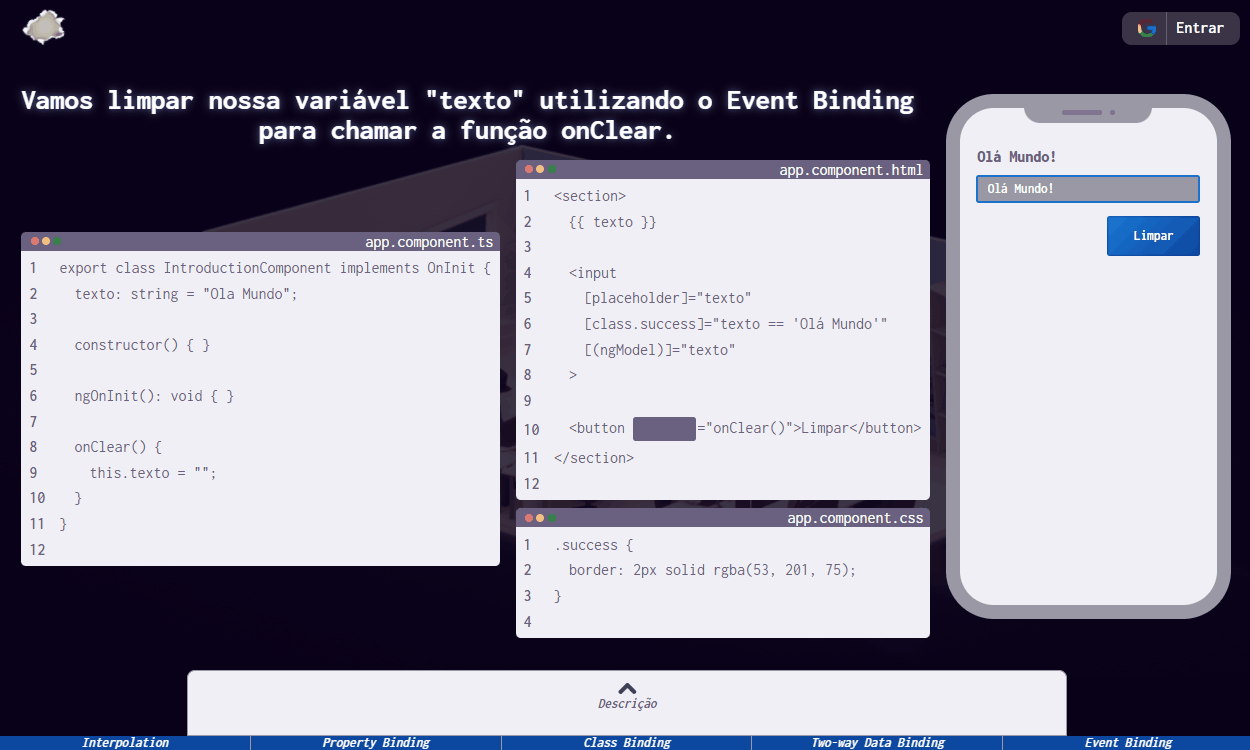 Entrar
Vamos limpar nossa variável "texto" utilizando o Event Binding
para chamar a função onClear.
app.component.ts
1 export class IntroductionComponent implements OnInit {
2 texto: string = "Ola Mundo";
3
4 constructor() { }
5
6 ngOnInit(): void { }
7
8 onClear() {
9 this.texto = "";
10 }
11 }
12
app.component.html
1 <section>
2 {{ texto }}
3
4 <input
5 [placeholder]="texto"
6 [class.success]="texto == 'Olá Mundo'"
7 [(ngModel)]="texto"
8 >
9
10 <button ="onClear()">Limpar</button>
11 </section>
12
app.component.css
1 .success {
2 border: 2px solid rgba(53, 201, 75);
3 }
4
Olá Mundo!
Olá Mundo!
Limpar
Descrição
Interpolation Property Binding Class Binding Two-way Data Binding Event Binding